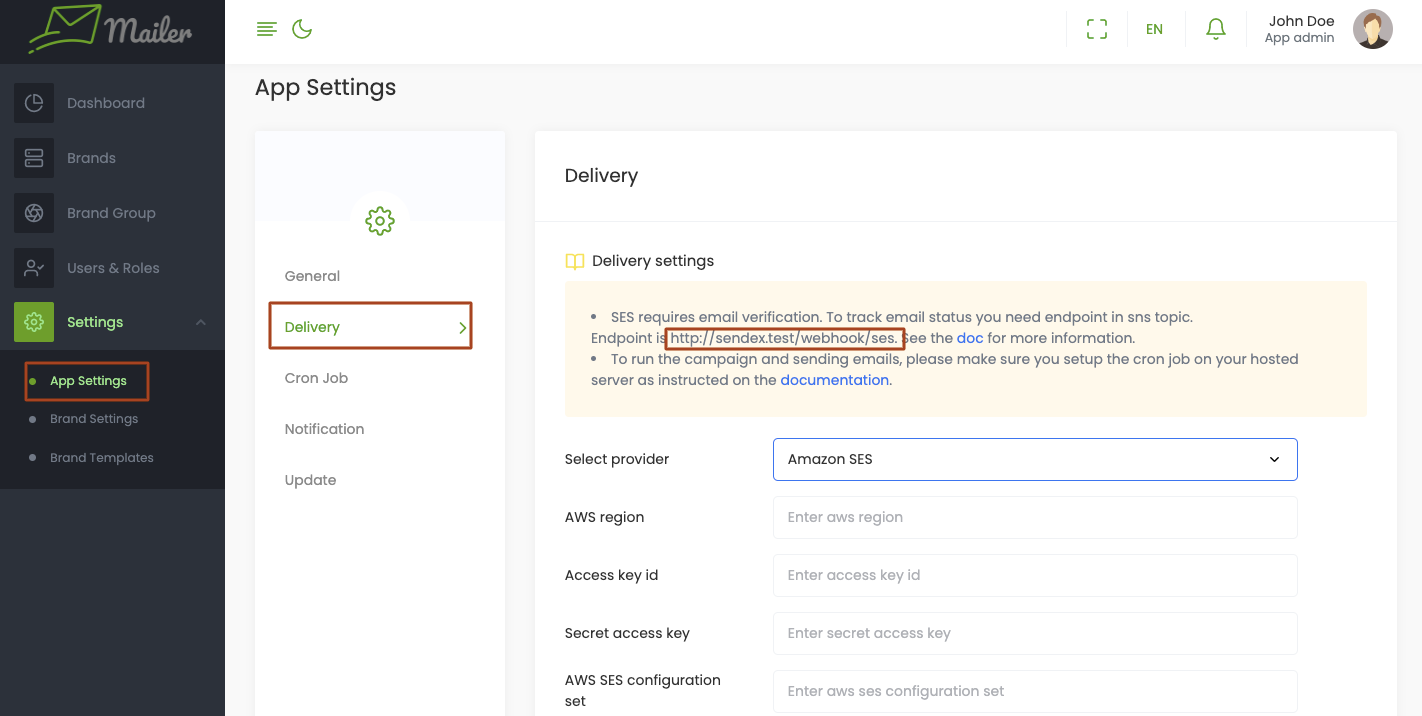 Mailer
EN
John Doe
App admin
Dashboard
Brands
Brand Group
Users & Roles
Settings
App Settings
Brand Settings
Brand Templates
App Settings
General
Delivery
Cron Job
Notification
Update
Delivery
Delivery settings
• SES requires email verification. To track email status you need endpoint in sns topic.
Endpoint is http://sendex.test/webhook/ses. See the doc for more information.
• To run the campaign and sending emails, please make sure you setup the cron job on your hosted
server as instructed on the documentation.
Select provider
Amazon SES
AWS region
Enter aws region
Access key id
Enter access key id
Secret access key
Enter secret access key
AWS SES configuration
set
Enter aws ses configuration set